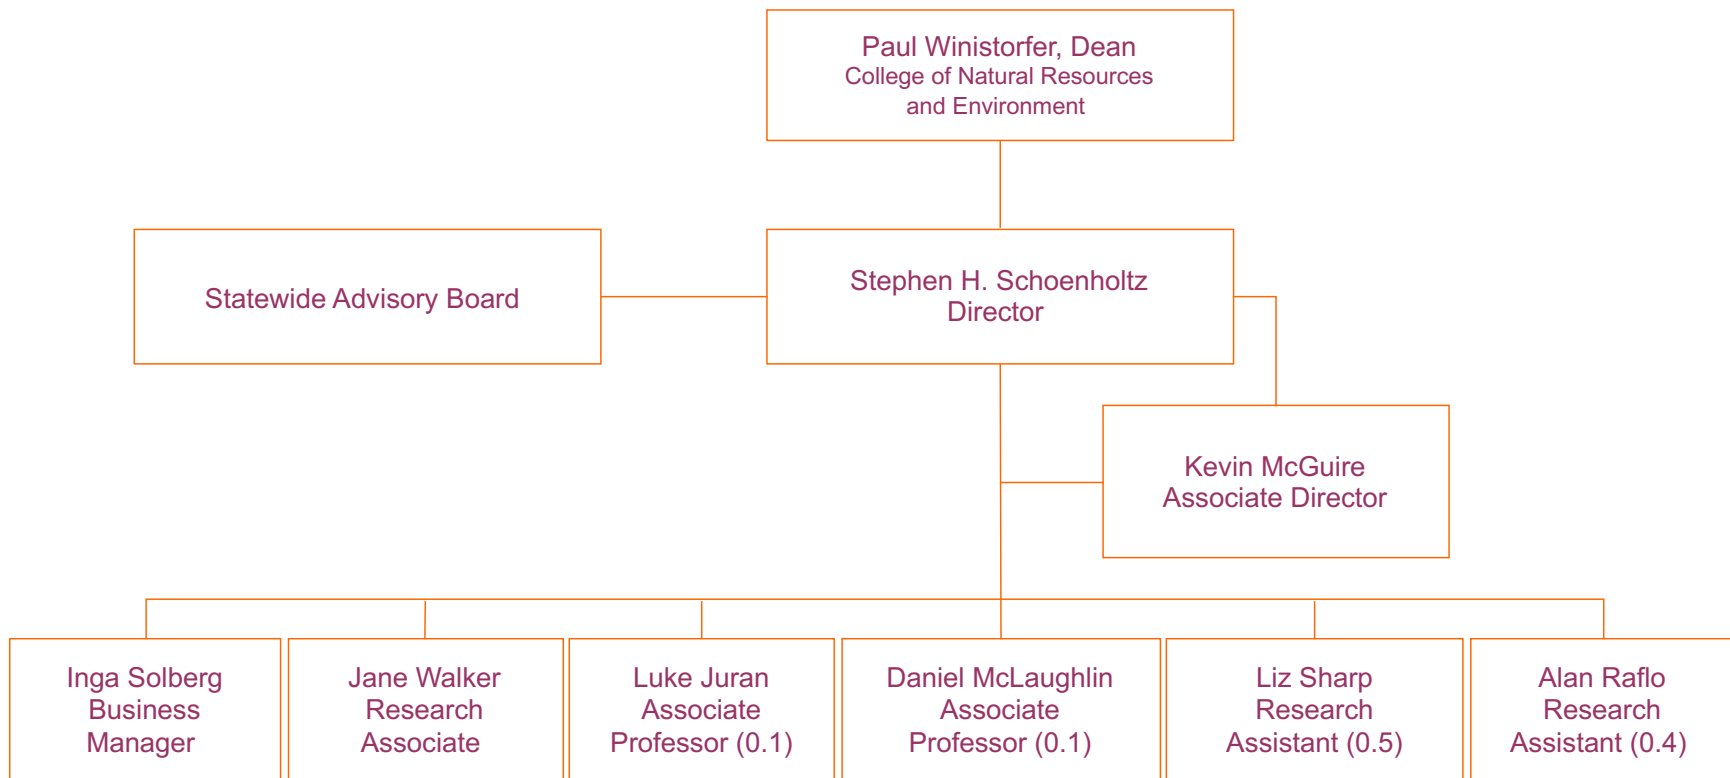 Paul Winistorfer, Dean
College of Natural Resources
and Environment
Statewide Advisory Board
Stephen H. Schoenholtz
Director
Kevin McGuire
Associate Director
Inga Solberg
Business
Manager
Jane Walker
Research
Associate
Luke Juran
Associate
Professor (0.1)
Daniel McLaughlin
Associate
Professor (0.1)
Liz Sharp
Research
Assistant (0.5)
Alan Raflo
Research
Assistant (0.4)